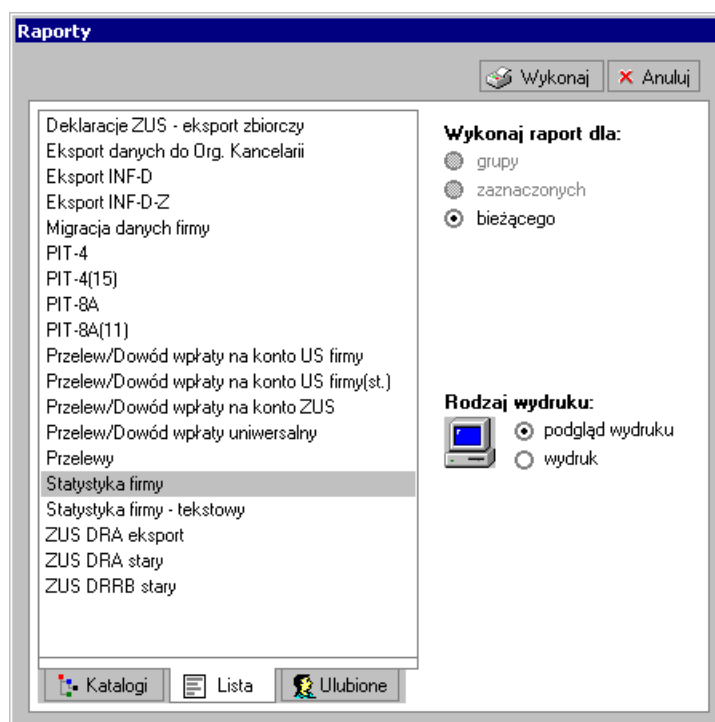 Raporty
Wykonaj
Anuluj
Deklaracje ZUS - eksport zbiorczy
Eksport danych do Org. Kancelarii
Eksport INF-D
Eksport INF-D-Z
Migracja danych firmy
PIT-4
PIT-4(15)
PIT-8A
PIT-8A(11)
Przelew/Dowód wpłaty na konto US firmy
Przelew/Dowód wpłaty na konto US firmy(st.)
Przelew/Dowód wpłaty na konto ZUS
Przelew/Dowód wpłaty uniwersalny
Przelewy
Statystyka firmy
Statystyka firmy - tekstowy
ZUS DRA eksport
ZUS DRA stary
ZUS DRRB stary
Wykonaj raport dla:
grupy
zaznaczonych
bieżącego
Rodzaj wydruku:
podgląd wydruku
wydruk
Katalogi
Lista
Ulubione